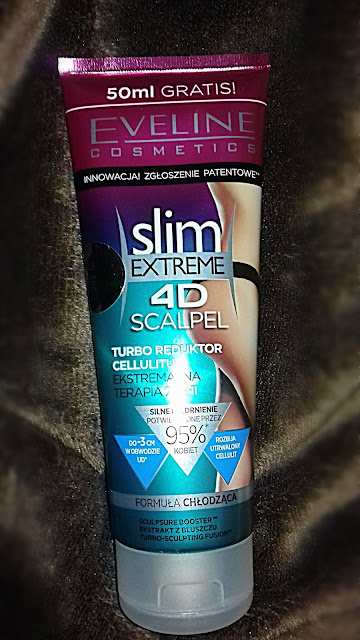 50ml GRATIS!
EVELINE
COSMETICS
INNOWACJA! ZGŁOSZENIE PATENTOWE**
slim
EXTREME
4D
SCALPEL
TURBO REDUKTOR
EKSTREMALNA
TERAPIA
SILNE
95%*
KOBIET
DO -3 CM
W OBWODZIE
UD*
ROZBIJA
UTRWALONY
CELLULIT
FORMUŁA CHŁODZĄCA
SCULPSURE BOOSTER™
EKSTRAKT Z BLUSZCZU
TURBO-SCULPTING FUSION™